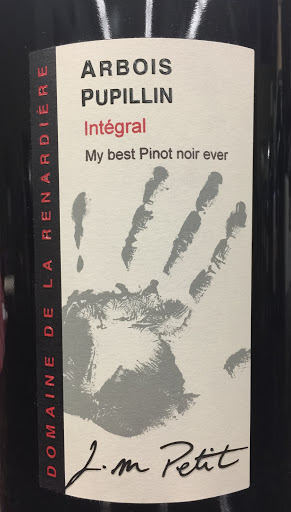 ARBOIS
PUPILLIN
Intégral
My best Pinot noir ever
DOMAINE DE LA RENARDIÈRE
J.M Petit